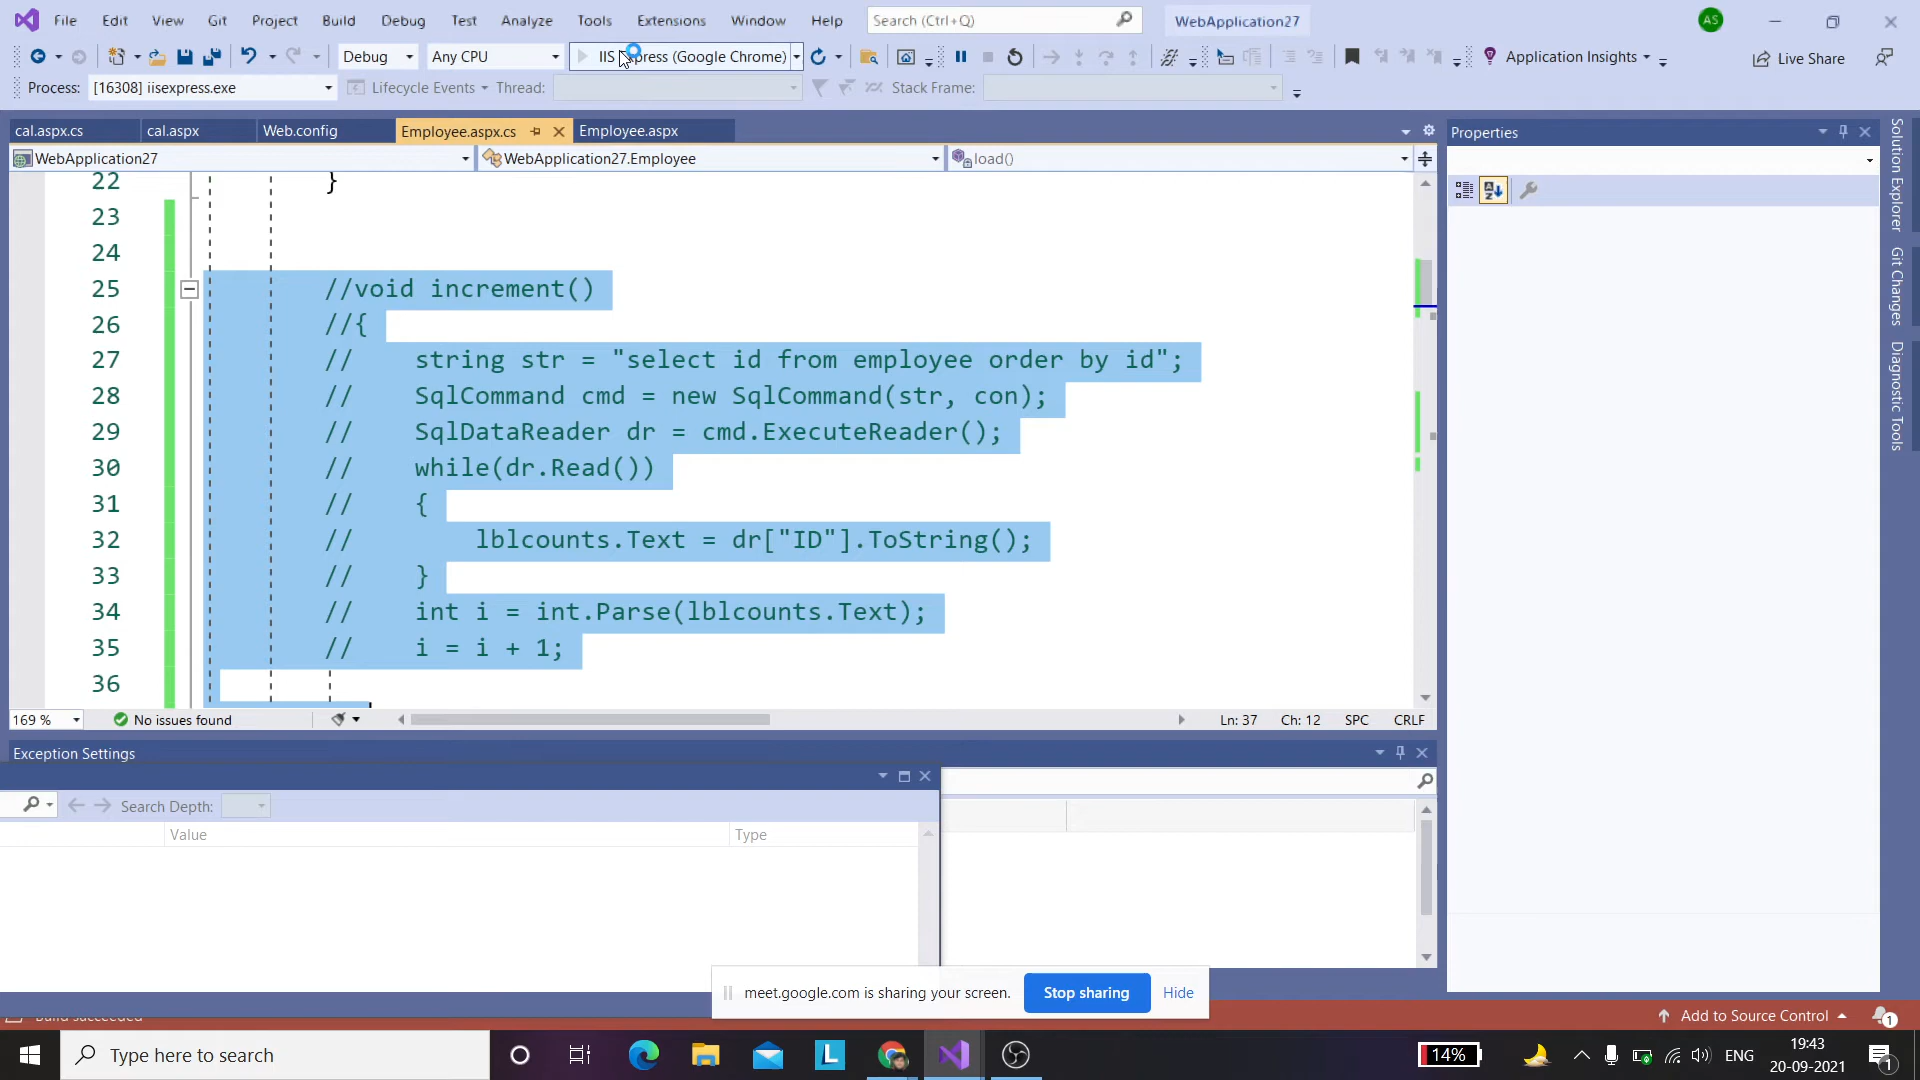 File Edit View Git Project Build Debug Test Analyze Tools Extensions Window Help Search (Ctrl+Q) WebApplication27 AS
Debug Any CPU IIS Express (Google Chrome) Application Insights Live Share
Process: [16308] iisexpress.exe Lifecycle Events Thread: Stack Frame:
cal.aspx.cs cal.aspx Web.config Employee.aspx.cs Employee.aspx Properties
WebApplication27 WebApplication27.Employee load()
22 }
23
24
25 //void increment()
26 //{
27 // string str = "select id from employee order by id";
28 // SqlCommand cmd = new SqlCommand(str, con);
29 // SqlDataReader dr = cmd.ExecuteReader();
30 // while(dr.Read())
31 // {
32 // lblcounts.Text = dr["ID"].ToString();
33 // }
34 // int i = int.Parse(lblcounts.Text);
35 // i = i + 1;
36
169 % No issues found Ln: 37 Ch: 12 SPC CRLF
Solution Explorer
Git Changes
Diagnostic Tools
Exception Settings
Search Depth:
Value Type
meet.google.com is sharing your screen. Stop sharing Hide
Build succeeded Add to Source Control 1
Type here to search L 14% ENG 19:43
20-09-2021 1